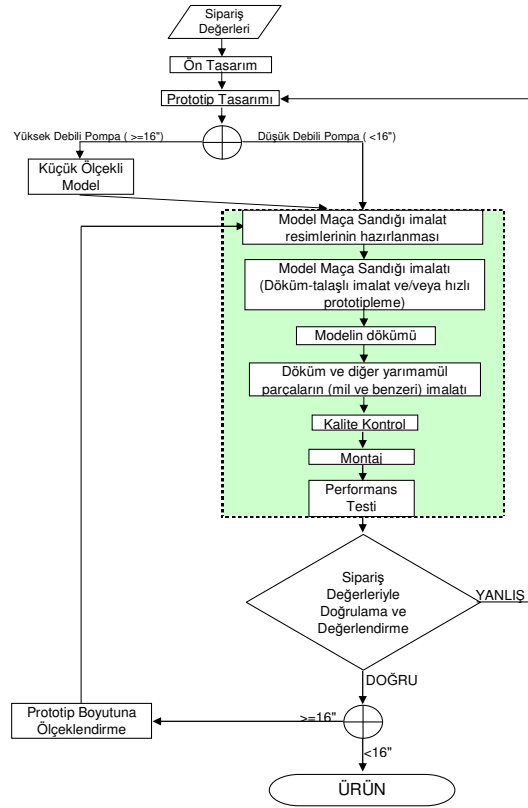 Sipariş
Değerleri
Ön Tasarım
Prototip Tasarımı
Yüksek Debili Pompa ( >=16")
Düşük Debili Pompa ( <16")
Küçük Ölçekli
Model
Model Maça Sandığı imalat
resimlerinin hazırlanması
Model Maça Sandığı imalatı
(Döküm-talaşlı imalat ve/veya hızlı
prototipleme)
Modelin dökümü
Döküm ve diğer yarımamül
parçaların (mil ve benzeri) imalatı
Kalite Kontrol
Montaj
Performans
Testi
Sipariş
Değerleriyle
Doğrulama ve
Değerlendirme
YANLIŞ
DOĞRU
Prototip Boyutuna
Ölçeklendirme
>=16"
<16"
ÜRÜN